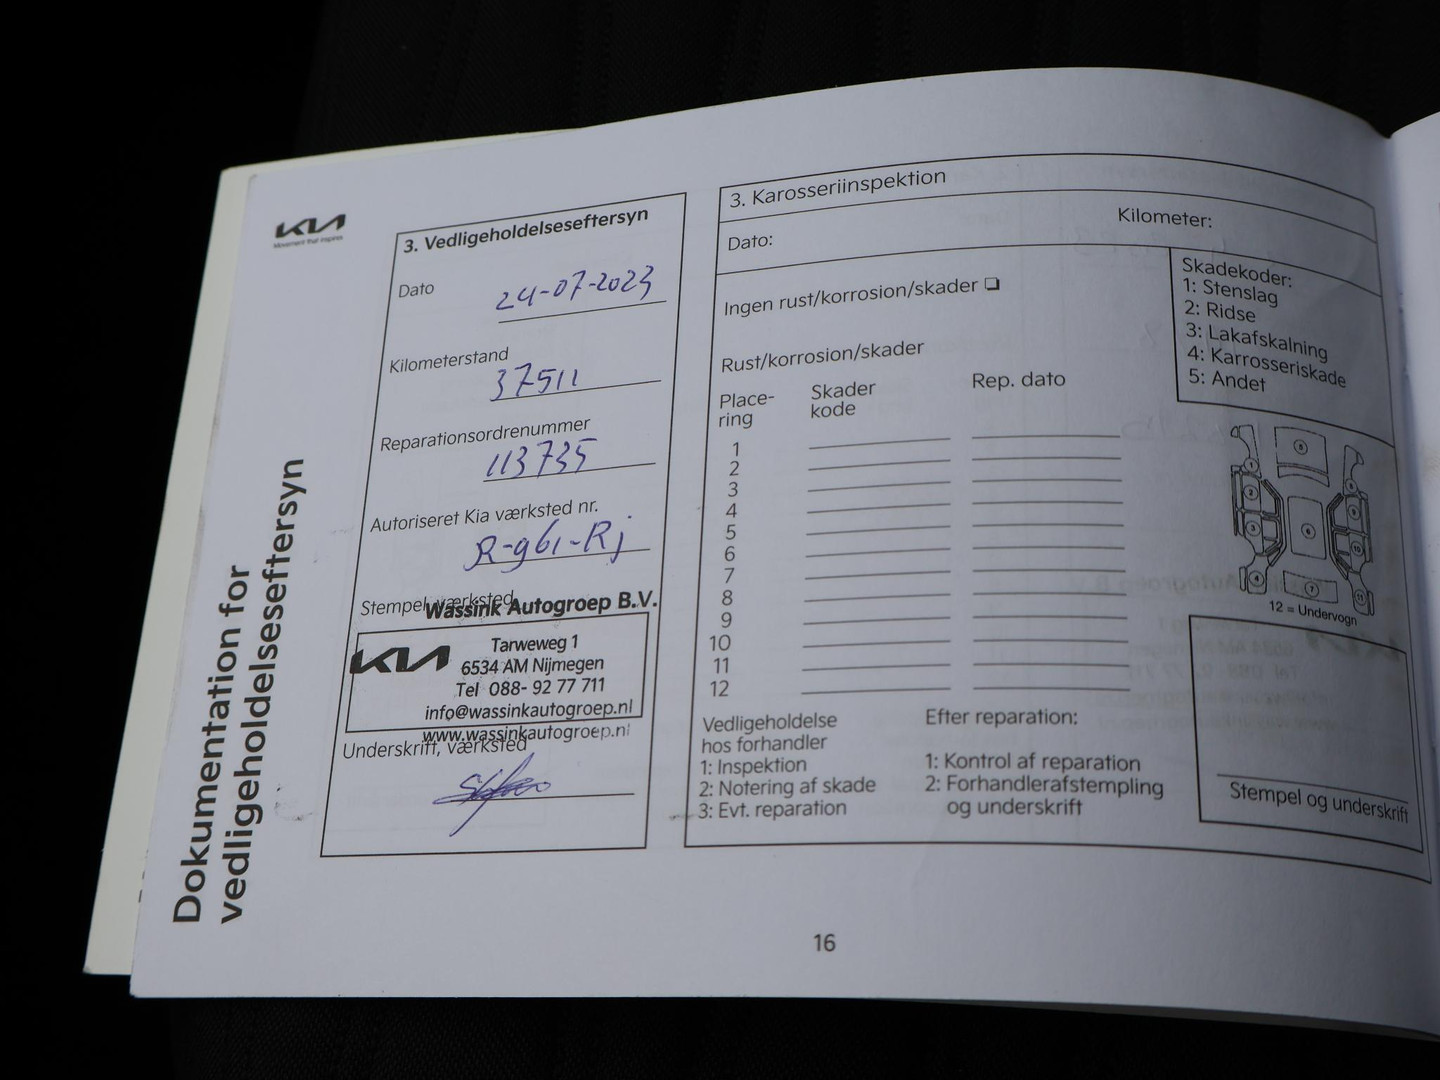 KIA
Movement that inspires
Dokumentation for
vedligeholdelseseftersyn
3. Vedligeholdelseseftersyn
Dato
24-07-2023
Kilometerstand
37511
Reparationsordrenummer
113735
Autoriseret Kia værksted nr.
Stempel, værksted
Wassink Autogroep B.V.
KIA
Tarweweg 1
6534 AM Nijmegen
Tel 088- 92 77 711
info@wassinkautogroep.nl
www.wassinkautogroep.nl
Underskrift, værksted
3. Karosseriinspektion
Dato:
Kilometer:
Ingen rust/korrosion/skader
Skadekoder:
1: Stenslag
2: Ridse
3: Lakafskalning
4: Karrosseriskade
5: Andet
Rust/korrosion/skader
Place-
ring
Skader
kode
Rep. dato
1
2
3
4
5
6
7
8
9
10
11
12
12 = Undervogn
Vedligeholdelse
hos forhandler
1: Inspektion
2: Notering af skade
3: Evt. reparation
Efter reparation:
1: Kontrol af reparation
2: Forhandlerafstempling
og underskrift
Stempel og underskrift
16